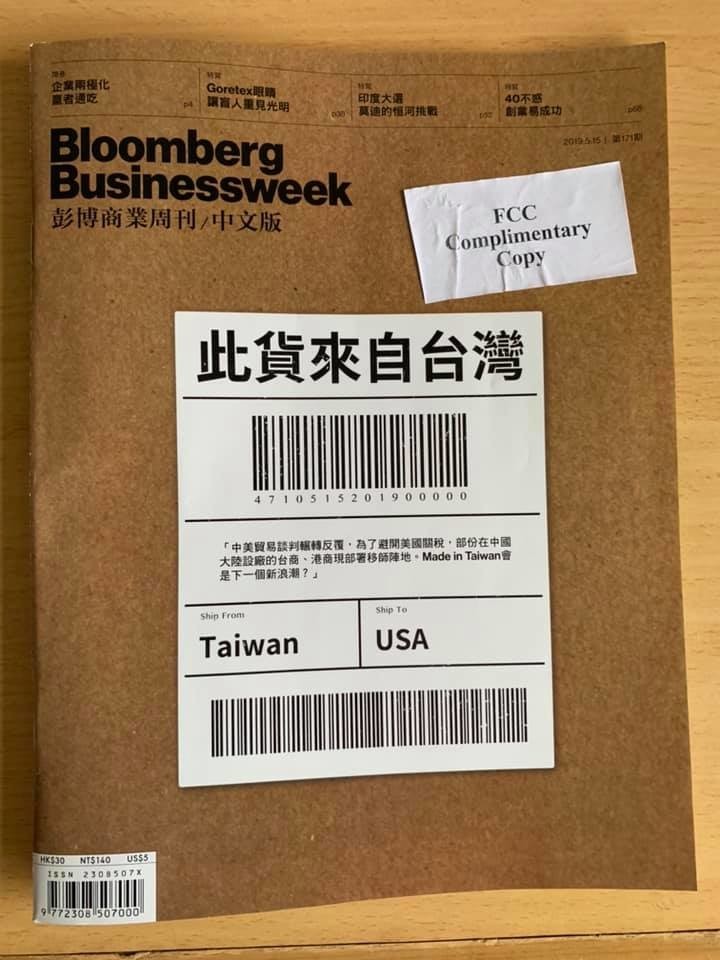 簡者
企業兩極化
贏者通吃
p4
特寫
Goretex眼睛
讓盲人重見光明
p38
特寫
印度大選
莫迪的恒河挑戰
p52
特寫
40不惑
創業易成功
p68
2019.5.15 | 第171期
Bloomberg
Businessweek
彭博商業周刊/中文版
FCC
Complimentary
Copy
此貨來自台灣
4710515201900000
「中美貿易談判輾轉反覆，為了避開美國關稅，部份在中國
大陸設廠的台商、港商現部署移師陣地。Made in Taiwan會
是下一個新浪潮？」
Ship From
Taiwan
Ship To
USA
HK$30 NT$140 US$5
ISSN 2308507X
9 772308 507000